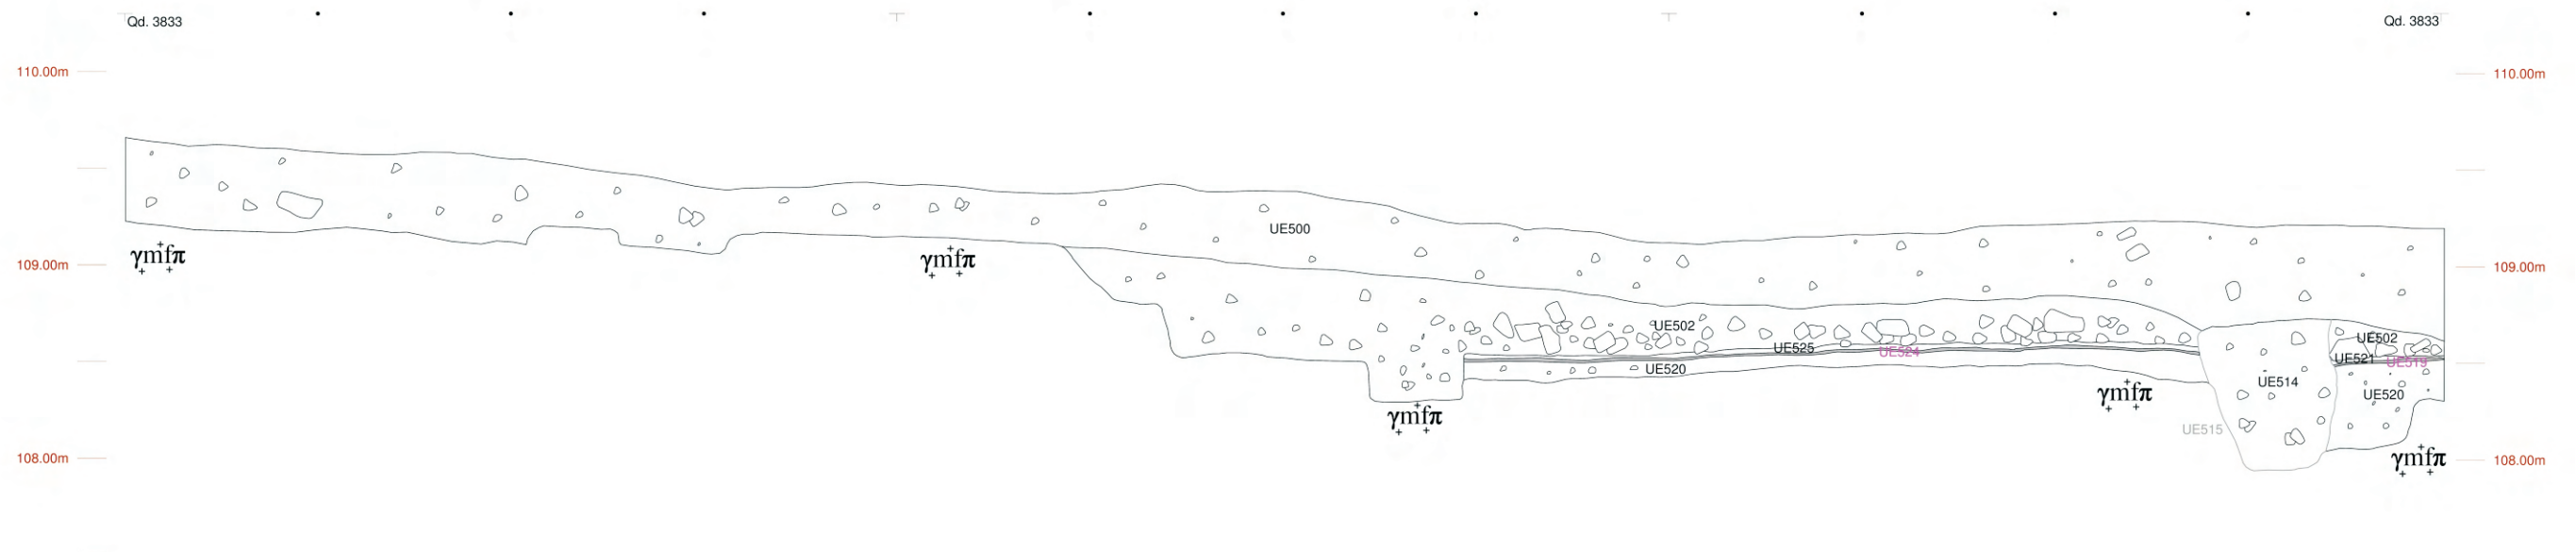 Qd. 3833 Qd. 3833
110.00m 110.00m
UE500
γmfπ γmfπ
109.00m 109.00m
UE502
UE502
UE525 UE524
UE521 UE519
UE520
UE514
γmfπ UE520
γmfπ
UE515
108.00m γmfπ 108.00m